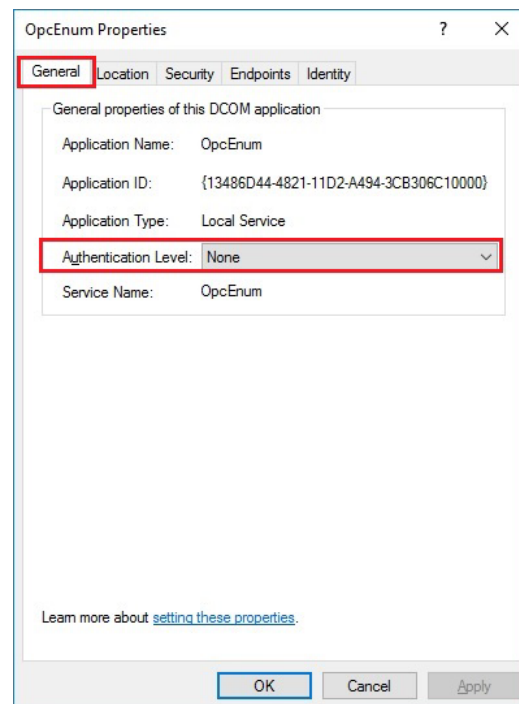 OpcEnum Properties ?
General Location Security Endpoints Identity
General properties of this DCOM application
Application Name: OpcEnum
Application ID: {13486D44-4821-11D2-A494-3CB306C10000}
Application Type: Local Service
Authentication Level: None
Service Name: OpcEnum
Learn more about setting these properties.
OK Cancel Apply